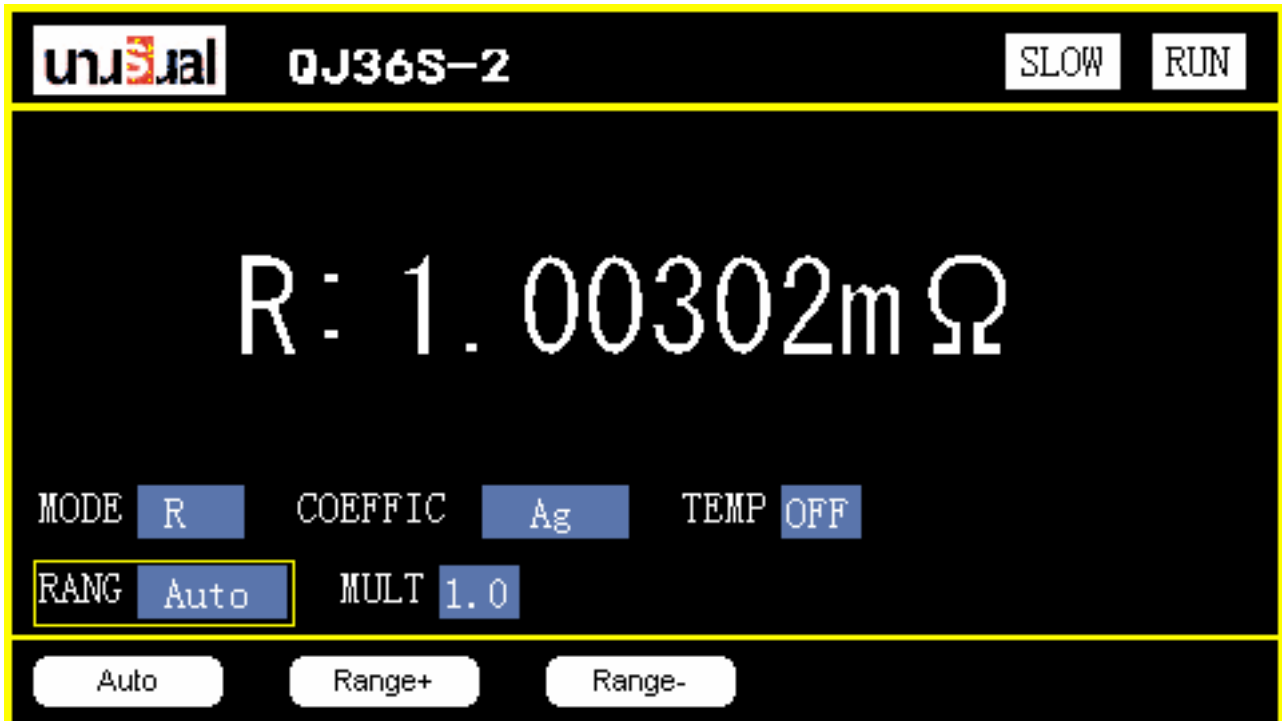 unuSual QJ36S-2 SLOW RUN
R: 1.00302mΩ
MODE R COEFFIC Ag TEMP OFF
RANG Auto MULT 1.0
Auto Range+ Range-